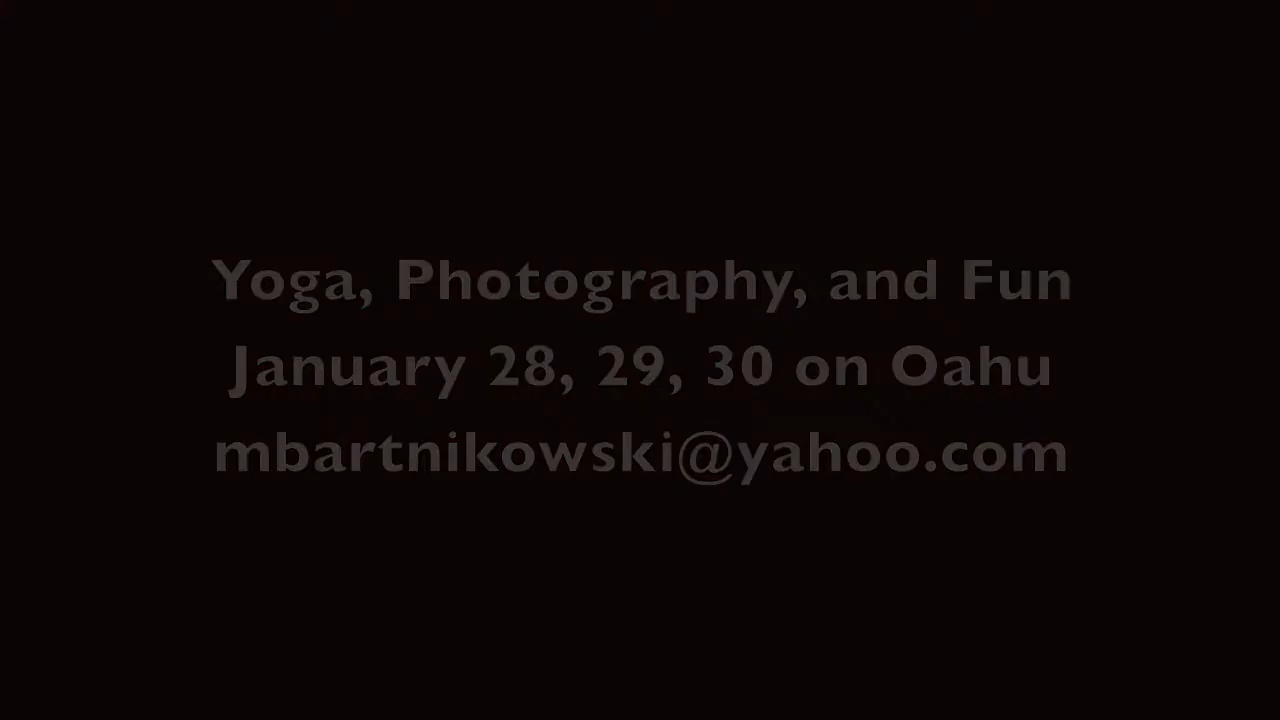 Yoga, Photography, and Fun
January 28, 29, 30 on Oahu
mbartnikowski@yahoo.com